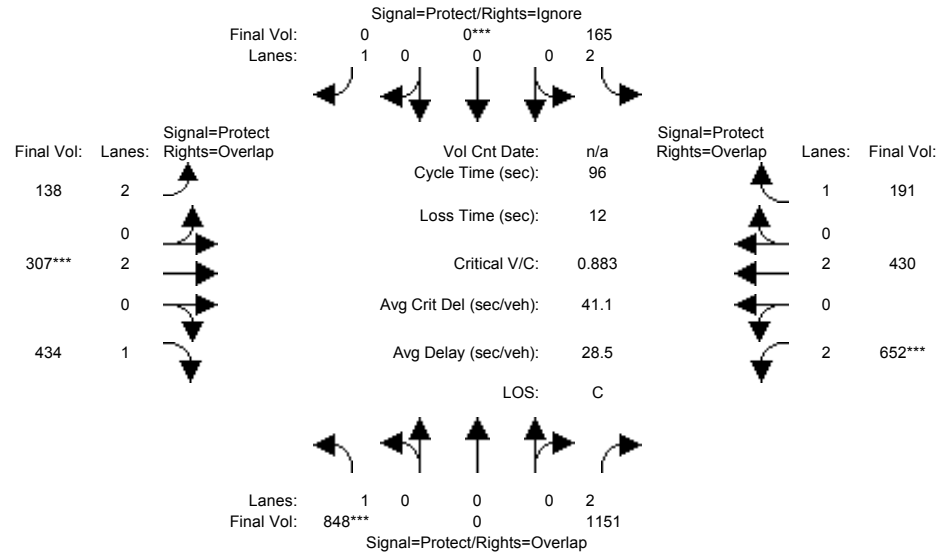 Signal=Protect/Rights=Ignore
Final Vol: 0 0*** 165
Lanes: 1 0 0 0 2
Signal=Protect Signal=Protect
Final Vol: Lanes: Rights=Overlap Vol Cnt Date: n/a Rights=Overlap Lanes: Final Vol:
Cycle Time (sec): 96
138 2 1 191
Loss Time (sec): 12
0 0
307*** 2 Critical V/C: 0.883 2 430
0 Avg Crit Del (sec/veh): 41.1 0
434 1 Avg Delay (sec/veh): 28.5 2 652***
LOS: C
Lanes: 1 0 0 0 2
Final Vol: 848*** 0 1151
Signal=Protect/Rights=Overlap